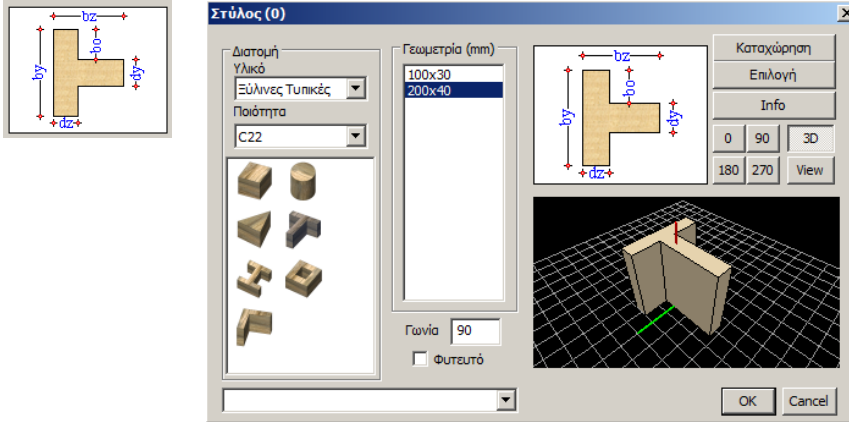 bz
bo
by
dy
dz
Στύλος (0)
Διατομή
Υλικό
Ξύλινες Τυπικές
Ποιότητα
C22
Γεωμετρία (mm)
100x30
200x40
Γωνία 90
Φυτευτό
bz
bo
by
dy
dz
Καταχώρηση
Επιλογή
Info
0 90 3D
180 270 View
OK Cancel